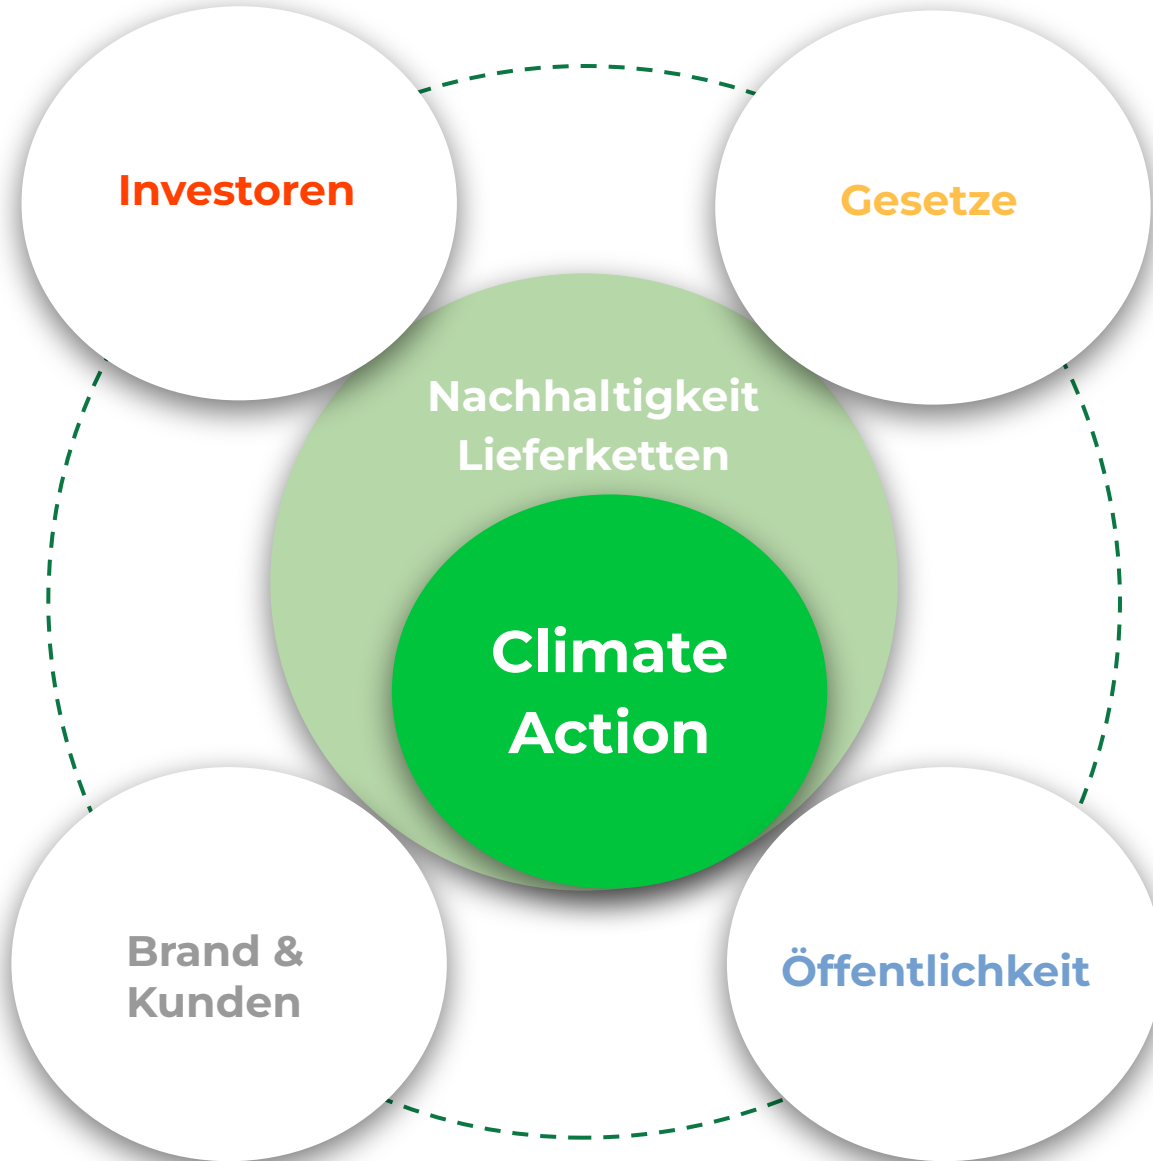 Investoren
Gesetze
Nachhaltigkeit
Lieferketten
Climate
Action
Brand &
Kunden
Öffentlichkeit